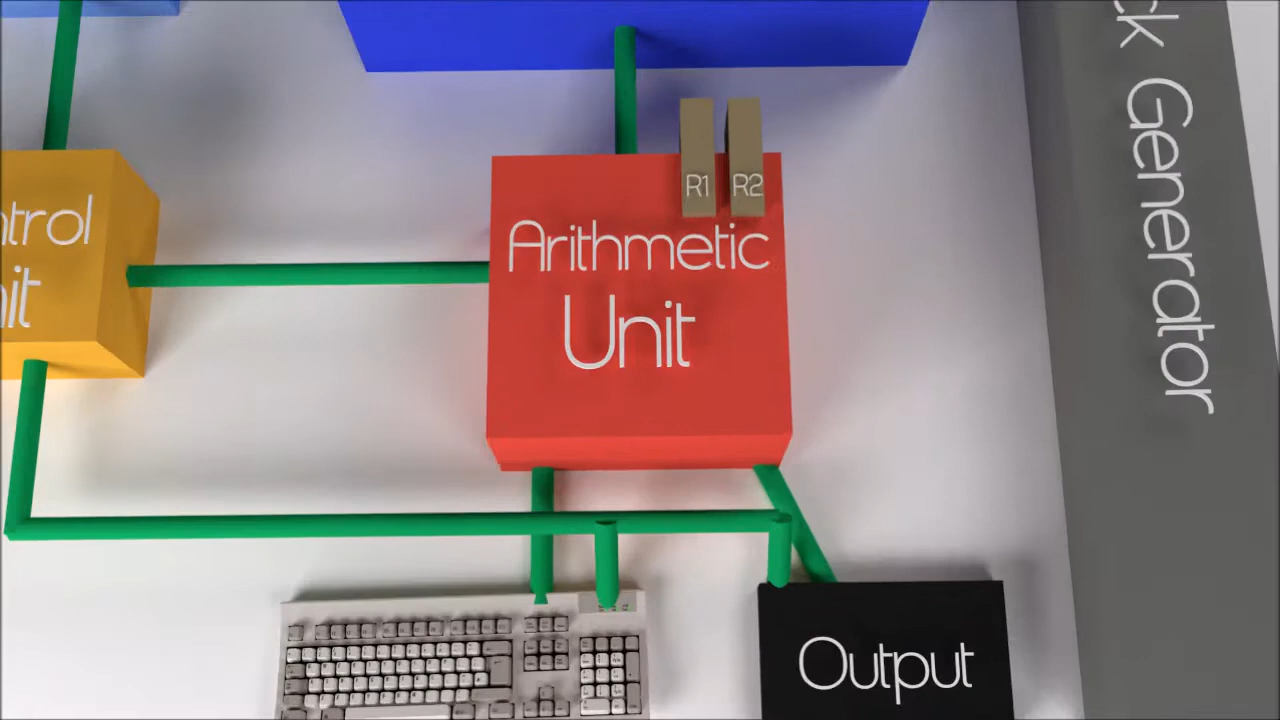 ntrol
nit
R1
R2
Arithmetic
Unit
ck Generator
Output